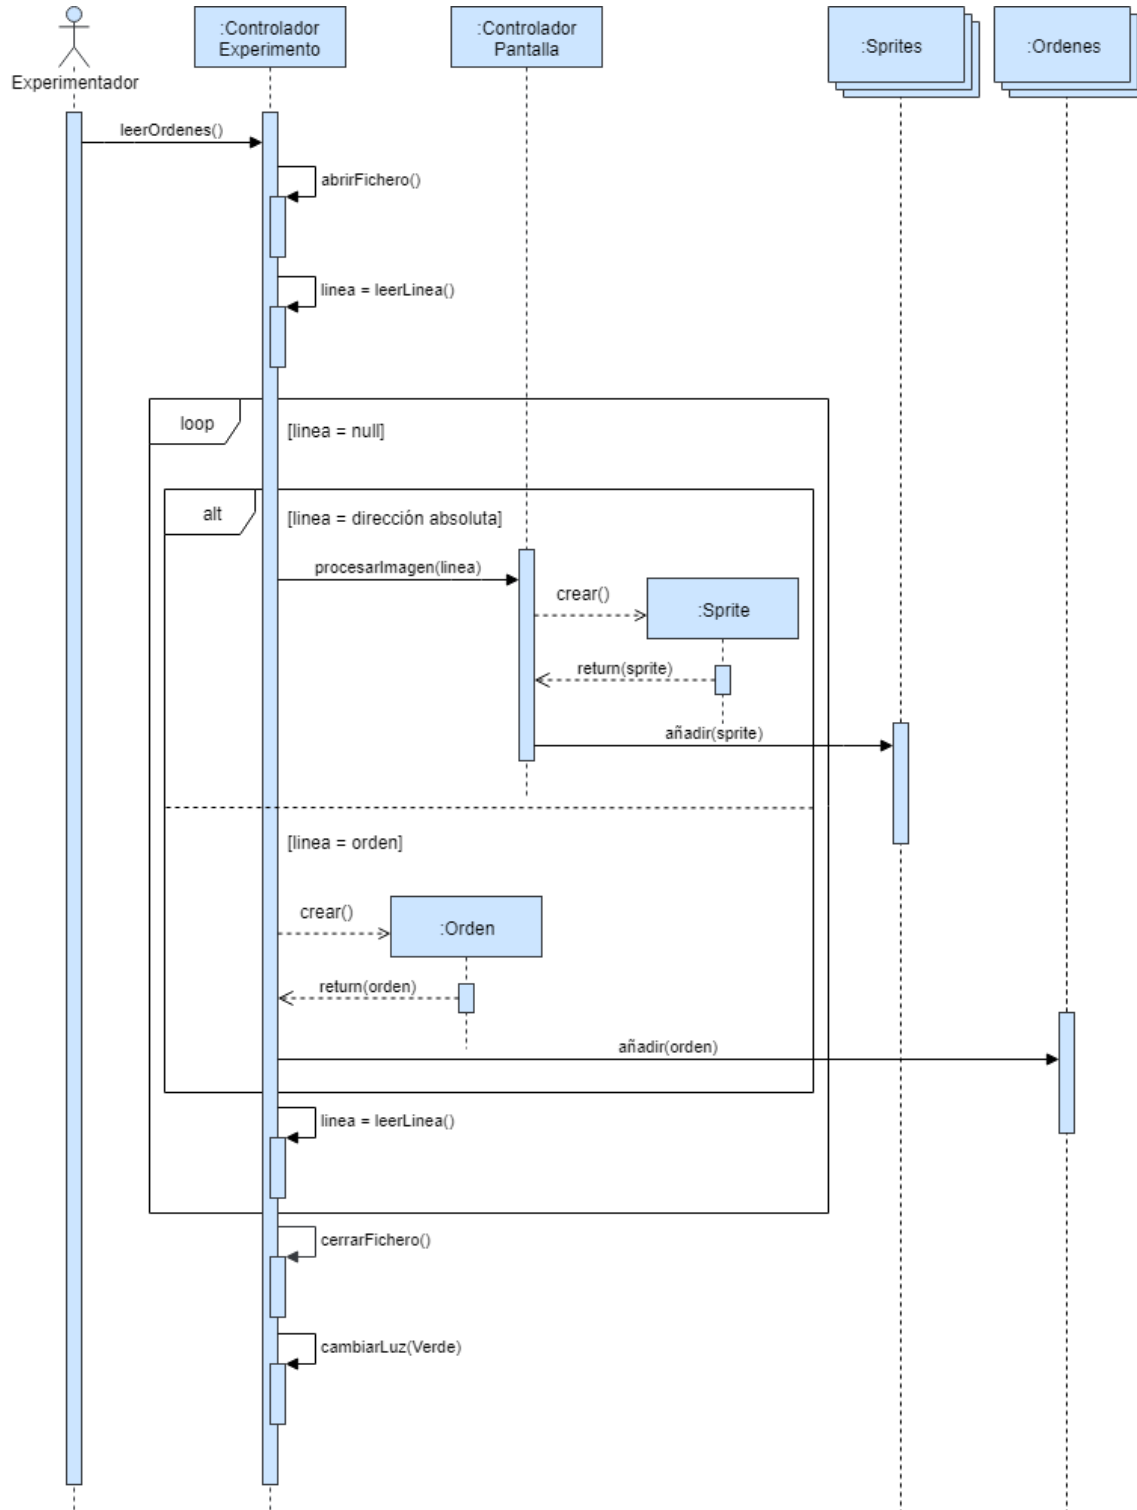 :Controlador
Experimento
:Controlador
Pantalla
:Sprites
:Ordenes
Experimentador
leerOrdenes()
abrirFichero()
linea = leerLinea()
loop
[linea = null]
alt
[linea = dirección absoluta]
procesarImagen(linea)
crear()
:Sprite
return(sprite)
añadir(sprite)
[linea = orden]
crear()
:Orden
return(orden)
añadir(orden)
linea = leerLinea()
cerrarFichero()
cambiarLuz(Verde)